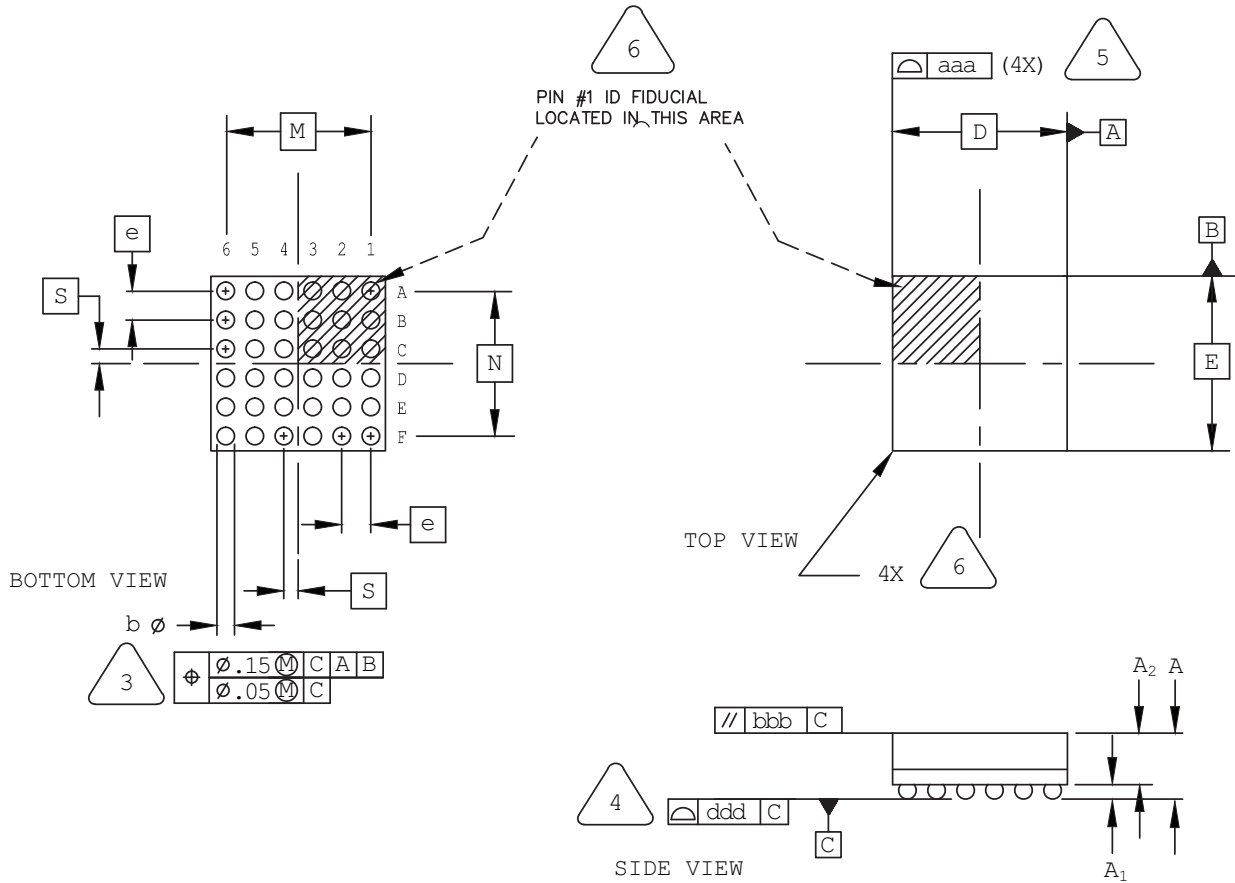 6
5
aaa (4X)
PIN #1 ID FIDUCIAL
LOCATED IN THIS AREA
M
D
A
e
B
6 5 4 3 2 1
S
A
B
C
N
E
D
E
F
e
TOP VIEW
4X
6
BOTTOM VIEW
S
b Ø
3
⌖ Ø.15 Ⓜ C A B
Ø.05 Ⓜ C
A₂ A
// bbb C
4
ddd C
C
SIDE VIEW
A₁